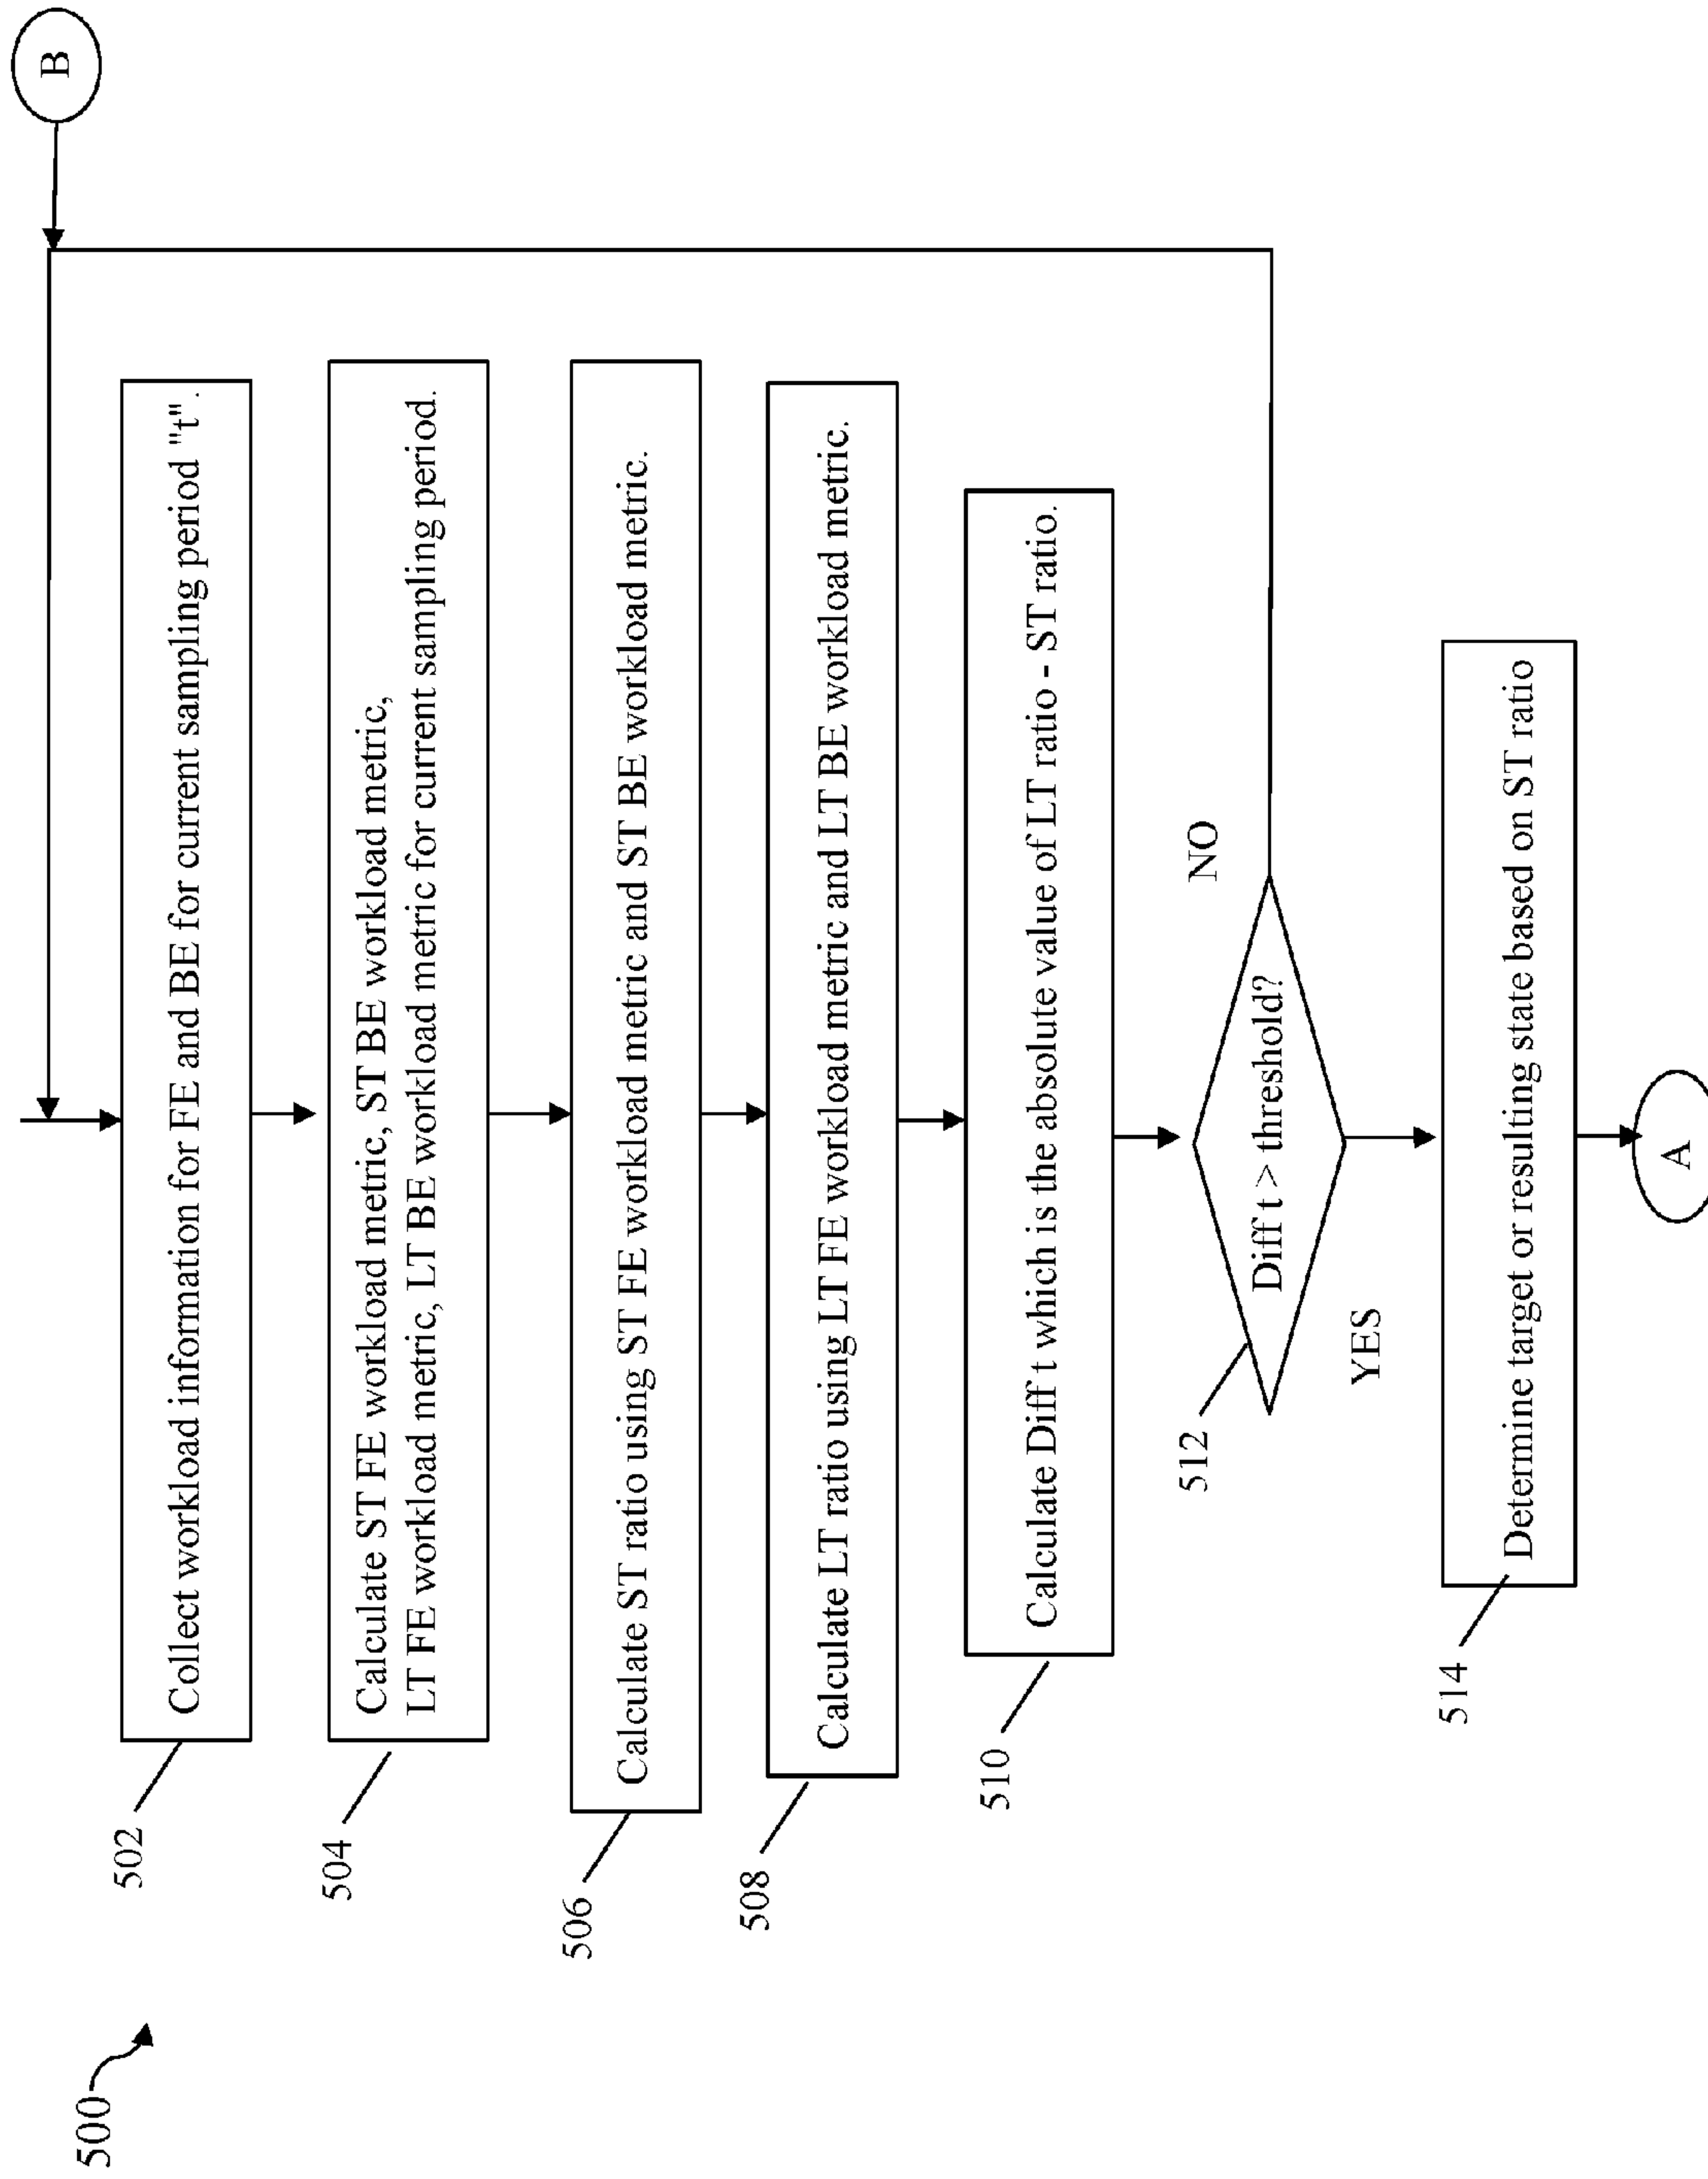 500
B
502
Collect workload information for FE and BE for current sampling period "t".
504
Calculate ST FE workload metric, ST BE workload metric,
LT FE workload metric, LT BE workload metric for current sampling period.
506
Calculate ST ratio using ST FE workload metric and ST BE workload metric.
508
Calculate LT ratio using LT FE workload metric and LT BE workload metric.
510
Calculate Diff t which is the absolute value of LT ratio - ST ratio.
512
Diff t > threshold?
NO
YES
514
Determine target or resulting state based on ST ratio
A